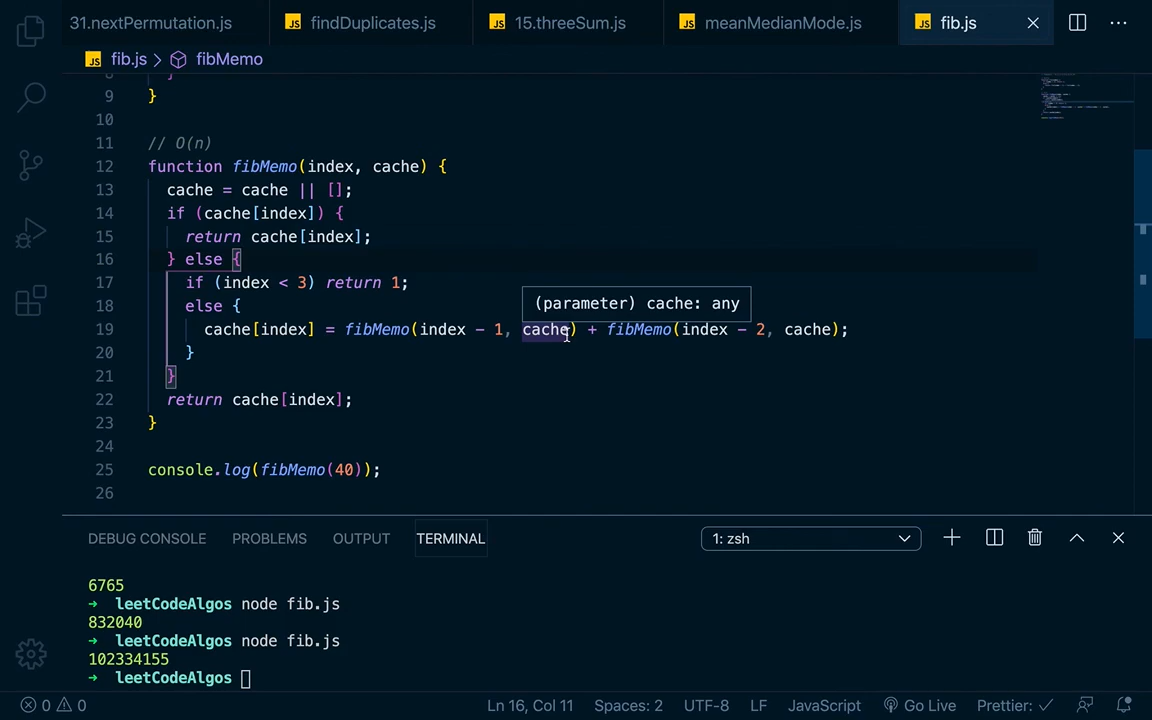 31.nextPermutation.js JS findDuplicates.js JS 15.threeSum.js JS meanMedianMode.js JS fib.js
JS fib.js > fibMemo
9 }
10
11 // O(n)
12 function fibMemo(index, cache) {
13 cache = cache || [];
14 if (cache[index]) {
15 return cache[index];
16 } else {
17 if (index < 3) return 1;
(parameter) cache: any
18 else {
19 cache[index] = fibMemo(index - 1, cache) + fibMemo(index - 2, cache);
20 }
21 }
22 return cache[index];
23 }
24
25 console.log(fibMemo(40));
26
DEBUG CONSOLE PROBLEMS OUTPUT TERMINAL 1: zsh
6765
→ leetCodeAlgos node fib.js
832040
→ leetCodeAlgos node fib.js
102334155
→ leetCodeAlgos
0 0 Ln 16, Col 11 Spaces: 2 UTF-8 LF JavaScript Go Live Prettier: ✓